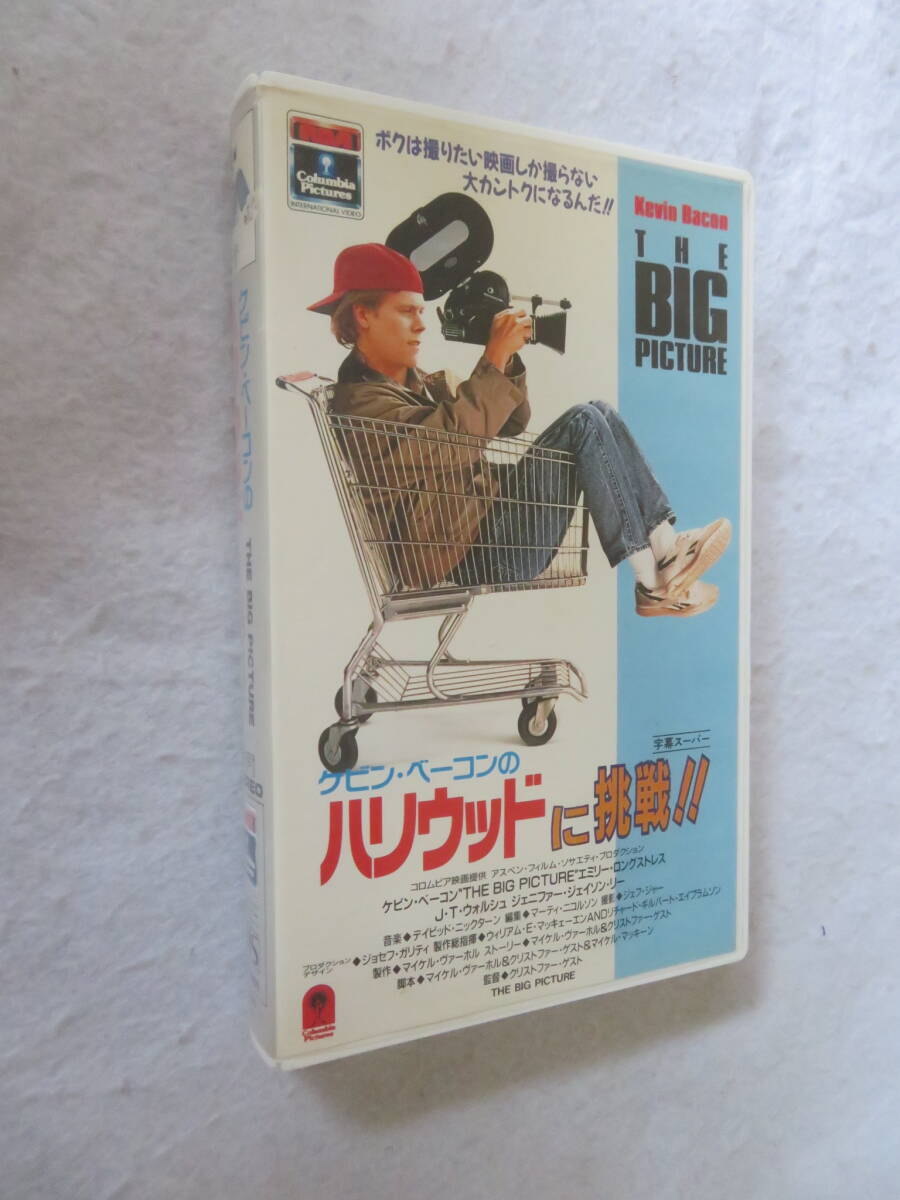 Columbia
Pictures
INTERNATIONAL VIDEO
ボクは撮りたい映画しか撮らない
大カントクになるんだ!!
Kevin Bacon
THE
BIG
PICTURE
字幕スーパー
ケビン・ベーコンの
ハリウッドに挑戦!!
コロムビア映画提供 アスペン・フィルム・ソサエティ・プロダクション
ケビン・ベーコン"THE BIG PICTURE"エミリー・ロングストレス
J・T・ウォルシュ ジェニファー・ジェイソン・リー
音楽◆デイビッド・ニックターン 編集◆マーティ・ニコルソン 撮影◆ジェフ・ジャー
プロダクションデザイン◆ジョセフ・ガリティ 製作総指揮◆ウィリアム・E・マッキューエンANDリチャード・ギルバート・エイブラムソン
製作◆マイケル・ヴァーホル ストーリー◆マイケル・ヴァーホル&クリストファー・ゲスト
脚本◆マイケル・ヴァーホル&クリストファー・ゲスト&マイケル・マッキーン
監督◆クリストファー・ゲスト
THE BIG PICTURE
Columbia
Pictures
ケビン・ベーコンの
THE BIG PICTURE